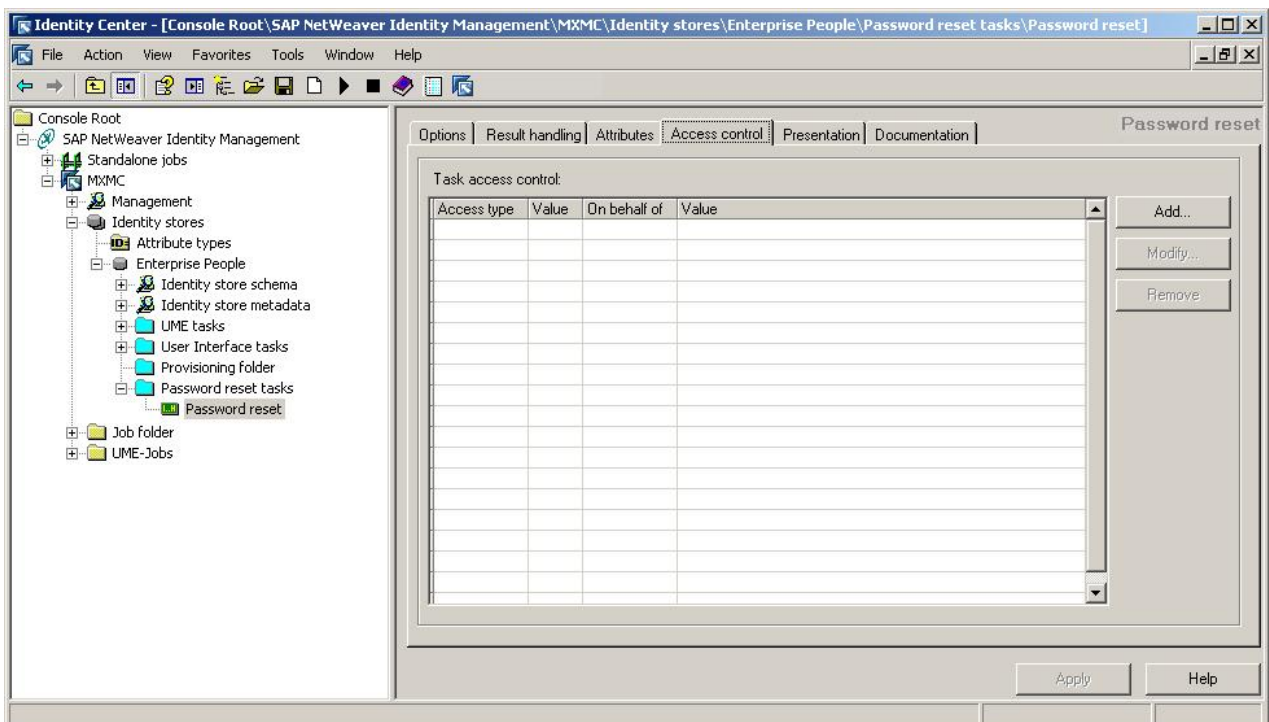 Identity Center - [Console Root\SAP NetWeaver Identity Management\MXMC\Identity stores\Enterprise People\Password reset tasks\Password reset]
File Action View Favorites Tools Window Help
Console Root
SAP NetWeaver Identity Management
Standalone jobs
MXMC
Management
Identity stores
Attribute types
Enterprise People
Identity store schema
Identity store metadata
UME tasks
User Interface tasks
Provisioning folder
Password reset tasks
Password reset
Job folder
UME-Jobs
Password reset
Options Result handling Attributes Access control Presentation Documentation
Task access control:
Access type Value On behalf of Value
Add...
Modify...
Remove
Apply Help